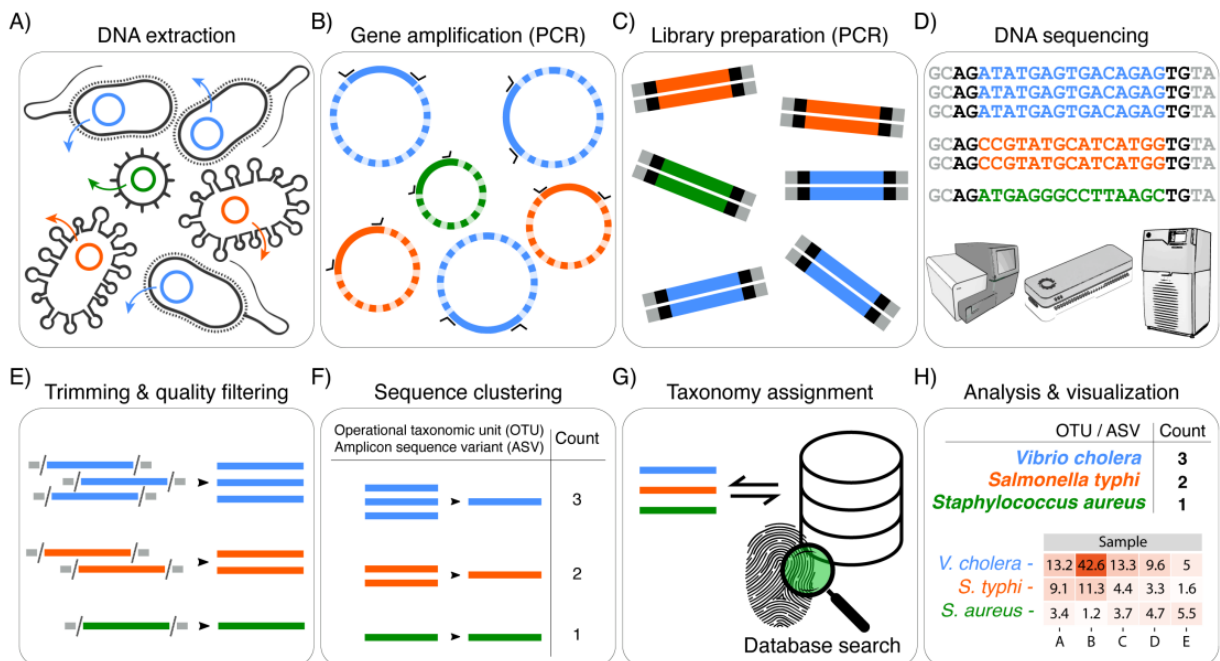 A) DNA extraction
B) Gene amplification (PCR)
C) Library preparation (PCR)
D) DNA sequencing
GCAGATATGAGTGACAGAGTGTA
GCAGATATGAGTGACAGAGTGTA
GCAGATATGAGTGACAGAGTGTA
GCAGCCGTATGCATCATGGTGTA
GCAGCCGTATGCATCATGGTGTA
GCAGATGAGGGCCTTAAGCTGTA
E) Trimming & quality filtering
F) Sequence clustering
Operational taxonomic unit (OTU)
Amplicon sequence variant (ASV)
Count
3
2
1
G) Taxonomy assignment
Database search
H) Analysis & visualization
OTU / ASV Count
Vibrio cholera 3
Salmonella typhi 2
Staphylococcus aureus 1
Sample
V. cholera - 13.2 42.6 13.3 9.6 5
S. typhi - 9.1 11.3 4.4 3.3 1.6
S. aureus - 3.4 1.2 3.7 4.7 5.5
A B C D E